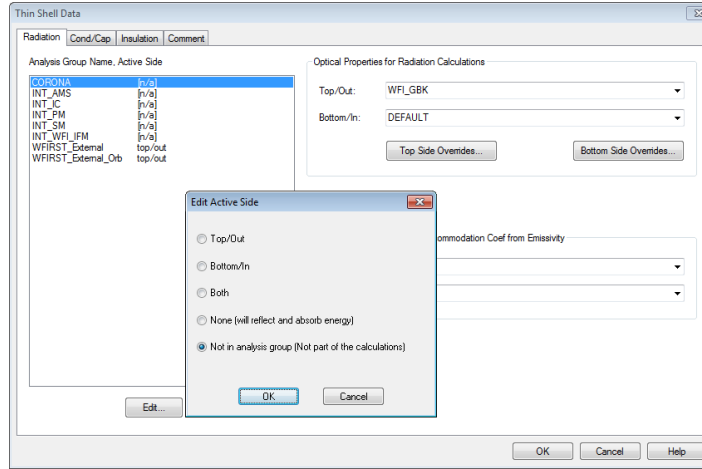 Thin Shell Data
Radiation Cond/Cap Insulation Comment
Analysis Group Name, Active Side
CORONA [n/a]
INT_AMS [n/a]
INT_IC [n/a]
INT_PM [n/a]
INT_SM [n/a]
INT_WFI_IFM [n/a]
WFIRST_External top/out
WFIRST_External_Orb top/out
Edit...
Optical Properties for Radiation Calculations
Top/Out: WFI_GBK
Bottom/In: DEFAULT
Top Side Overrides... Bottom Side Overrides...
ommodation Coef from Emissivity
Edit Active Side
Top/Out
Bottom/In
Both
None (will reflect and absorb energy)
Not in analysis group (Not part of the calculations)
OK Cancel
OK Cancel Help